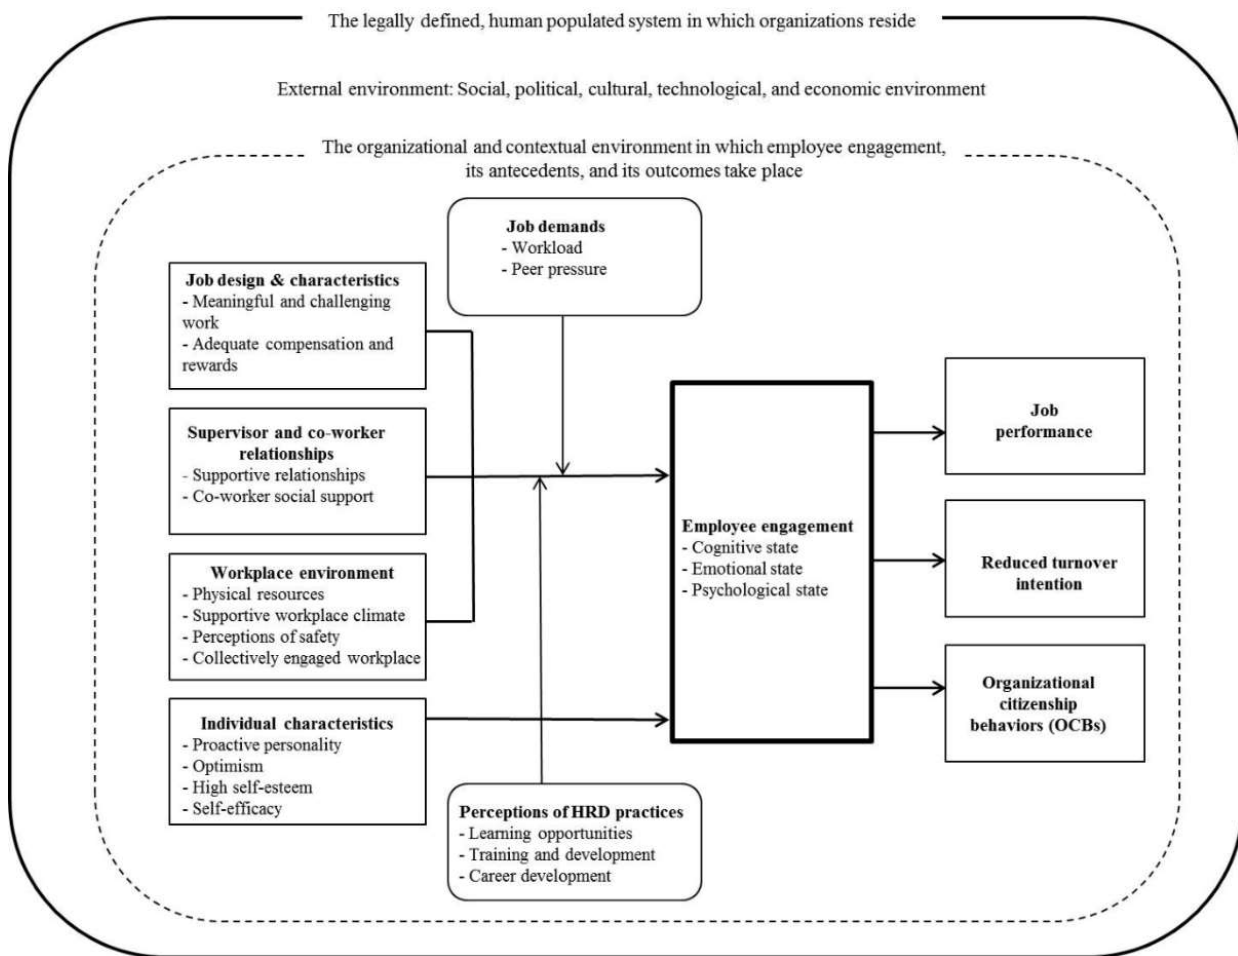 The legally defined, human populated system in which organizations reside
External environment: Social, political, cultural, technological, and economic environment
The organizational and contextual environment in which employee engagement,
its antecedents, and its outcomes take place
Job demands
- Workload
- Peer pressure
Job design & characteristics
- Meaningful and challenging
work
- Adequate compensation and
rewards
Supervisor and co-worker
relationships
- Supportive relationships
- Co-worker social support
Workplace environment
- Physical resources
- Supportive workplace climate
- Perceptions of safety
- Collectively engaged workplace
Individual characteristics
- Proactive personality
- Optimism
- High self-esteem
- Self-efficacy
Perceptions of HRD practices
- Learning opportunities
- Training and development
- Career development
Employee engagement
- Cognitive state
- Emotional state
- Psychological state
Job
performance
Reduced turnover
intention
Organizational
citizenship
behaviors (OCBs)